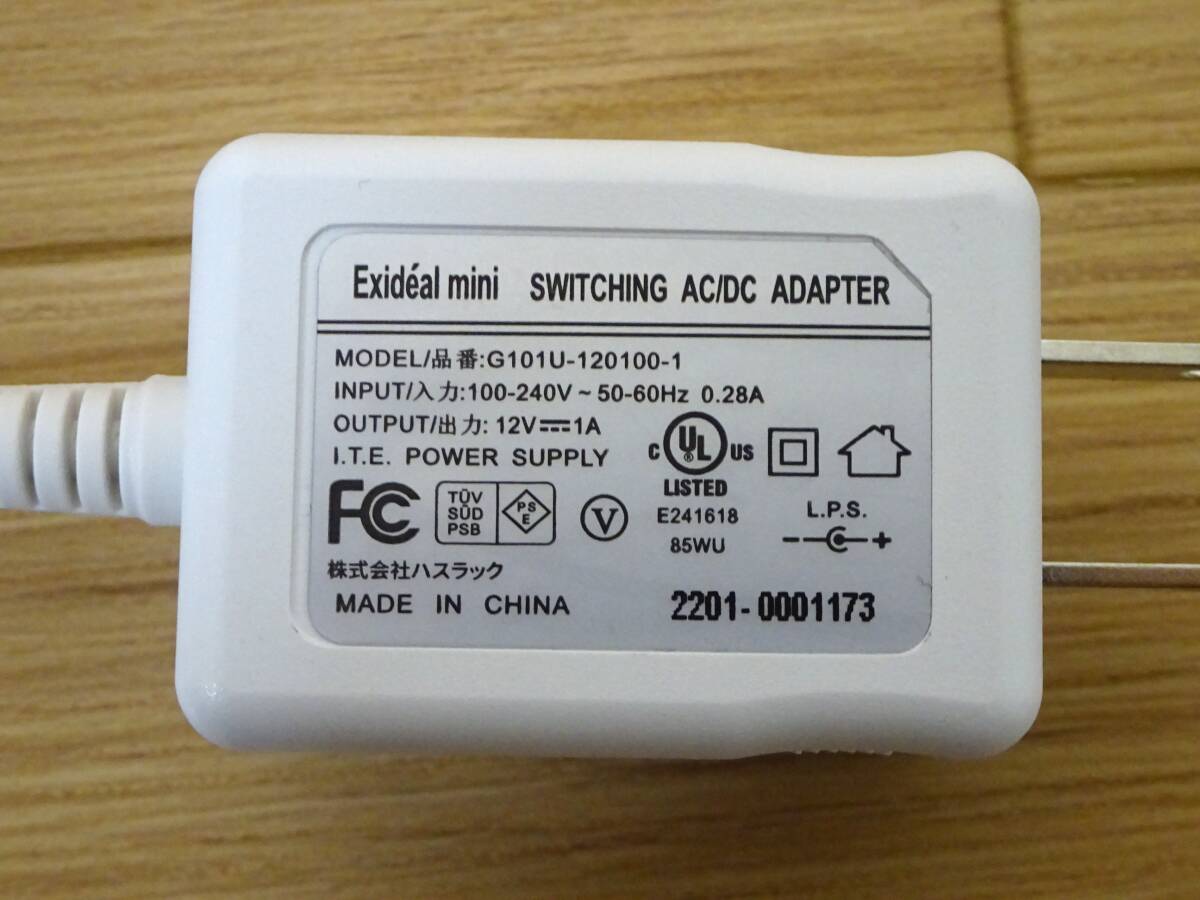 Exidéal mini SWITCHING AC/DC ADAPTER
MODEL/品番:G101U-120100-1
INPUT/入力:100-240V ~ 50-60Hz 0.28A
OUTPUT/出力: 12V⎓1A
I.T.E. POWER SUPPLY
C UL ® US
LISTED
E241618
85WU
L.P.S.
- +
FC
TÜV
SÜD
PSB
PS
E
V
株式会社ハスラック
MADE IN CHINA
2201-0001173